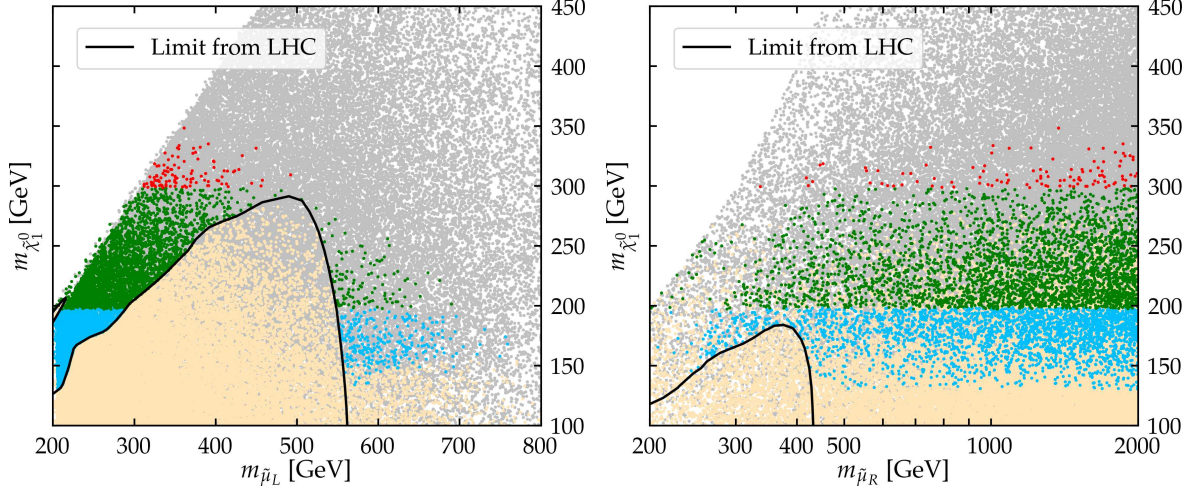 Limit from LHC
450
400
350
300
250
200
150
100
m_{\tilde{\chi}_1^0} [GeV]
200 300 400 500 600 700 800
m_{\tilde{\mu}_L} [GeV]
Limit from LHC
450
400
350
300
250
200
150
100
m_{\tilde{\chi}_1^0} [GeV]
200 300 400 500 1000 2000
m_{\tilde{\mu}_R} [GeV]